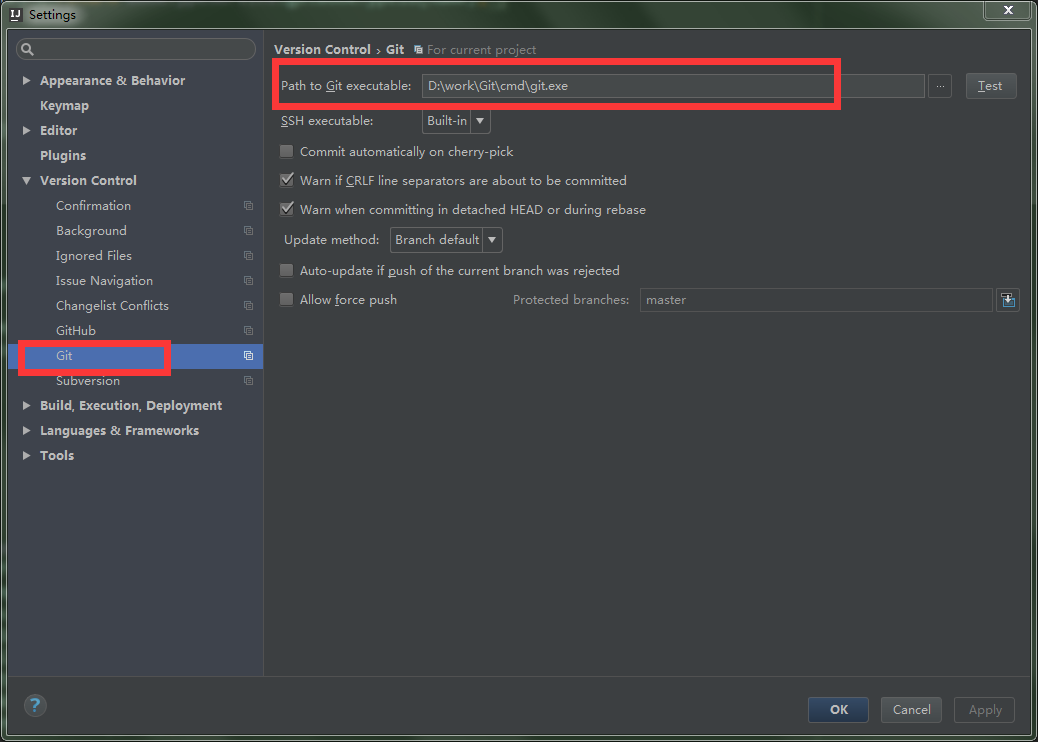 Settings
Version Control › Git For current project
Appearance & Behavior
Keymap
Editor
Plugins
Version Control
Confirmation
Background
Ignored Files
Issue Navigation
Changelist Conflicts
GitHub
Git
Subversion
Build, Execution, Deployment
Languages & Frameworks
Tools
Path to Git executable: D:\work\Git\cmd\git.exe ... Test
SSH executable: Built-in
Commit automatically on cherry-pick
Warn if CRLF line separators are about to be committed
Warn when committing in detached HEAD or during rebase
Update method: Branch default
Auto-update if push of the current branch was rejected
Allow force push Protected branches: master
? OK Cancel Apply